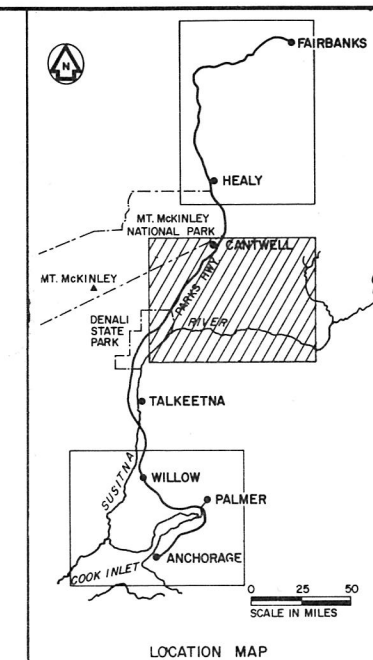 N
FAIRBANKS
HEALY
MT. McKINLEY
NATIONAL PARK
CANTWELL
MT. McKINLEY
PARKS HWY
DENALI
STATE
PARK
RIVER
TALKEETNA
SUSITNA
WILLOW
PALMER
ANCHORAGE
COOK INLET
0 25 50
SCALE IN MILES
LOCATION MAP